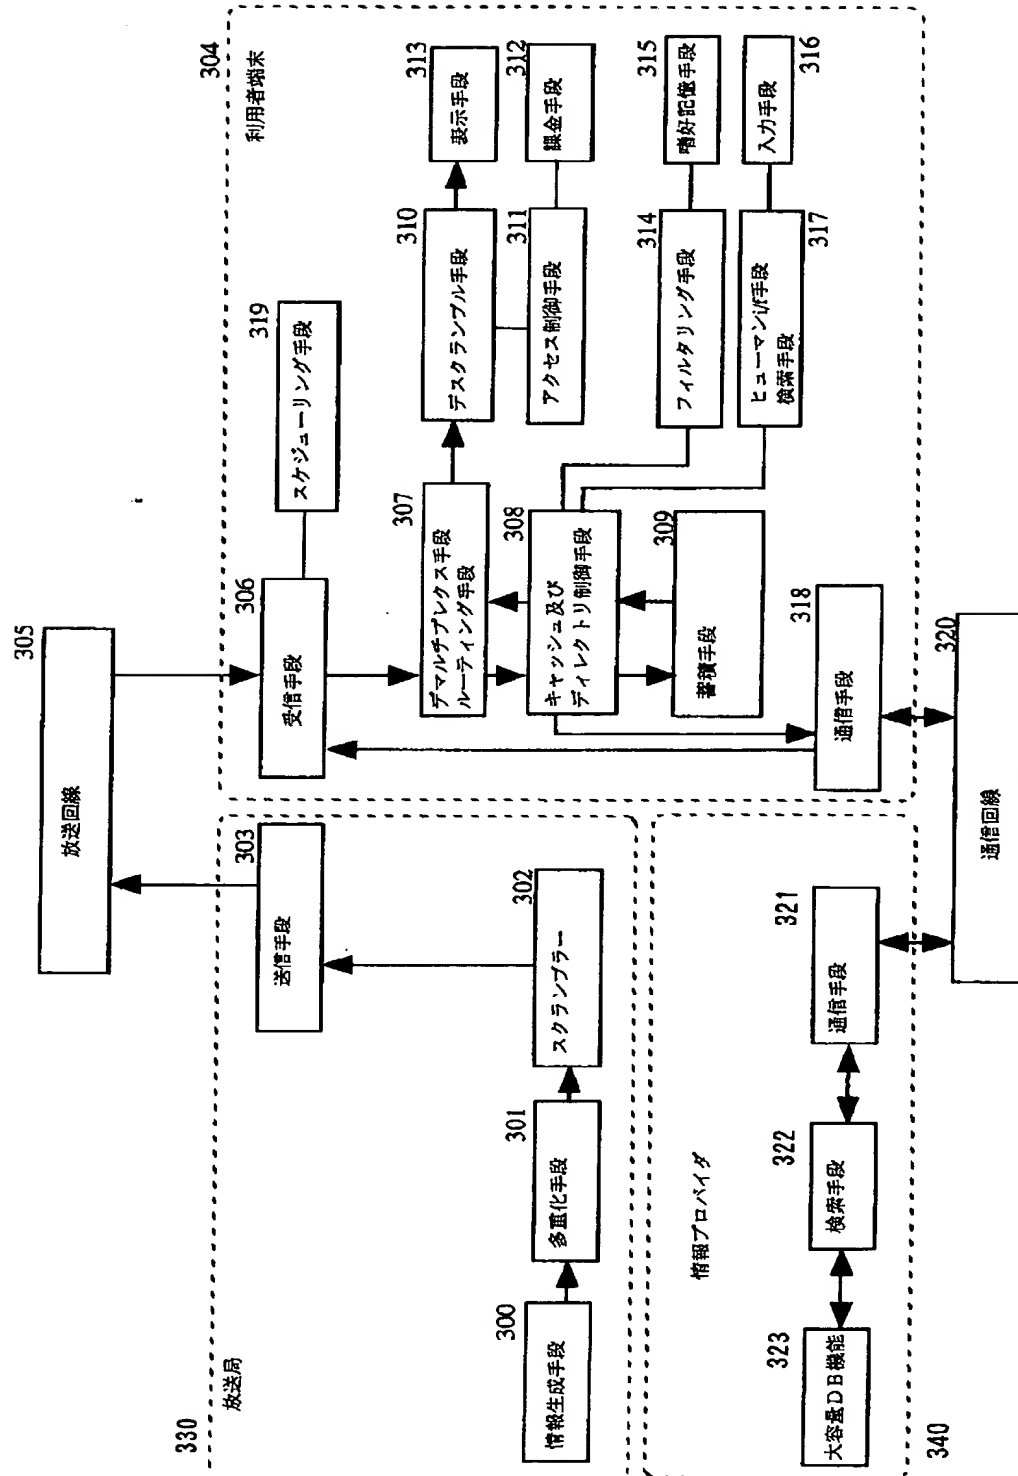 330
放送局
情報生成手段
300
多重化手段
301
スクランブラー
302
送信手段
303
放送回線
305
利用者端末
304
受信手段
306
スケジューリング手段
319
デマルチプレクス手段
ルーティング手段
307
デスクランブル手段
310
表示手段
313
アクセス制御手段
311
課金手段
312
キャッシュ及び
ディレクトリ制御手段
308
蓄積手段
309
フィルタリング手段
314
嗜好記憶手段
315
ヒューマンi/f手段
検索手段
317
入力手段
316
通信手段
318
通信回線
320
340
情報プロバイダ
大容量DB機能
323
検索手段
322
通信手段
321